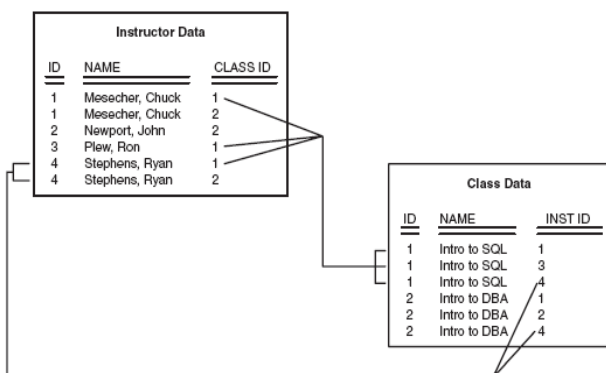 Instructor Data
ID NAME CLASS ID
1 Mesecher, Chuck 1
1 Mesecher, Chuck 2
2 Newport, John 2
3 Plew, Ron 1
4 Stephens, Ryan 1
4 Stephens, Ryan 2
Class Data
ID NAME INST ID
1 Intro to SQL 1
1 Intro to SQL 3
1 Intro to SQL 4
2 Intro to DBA 1
2 Intro to DBA 2
2 Intro to DBA 4